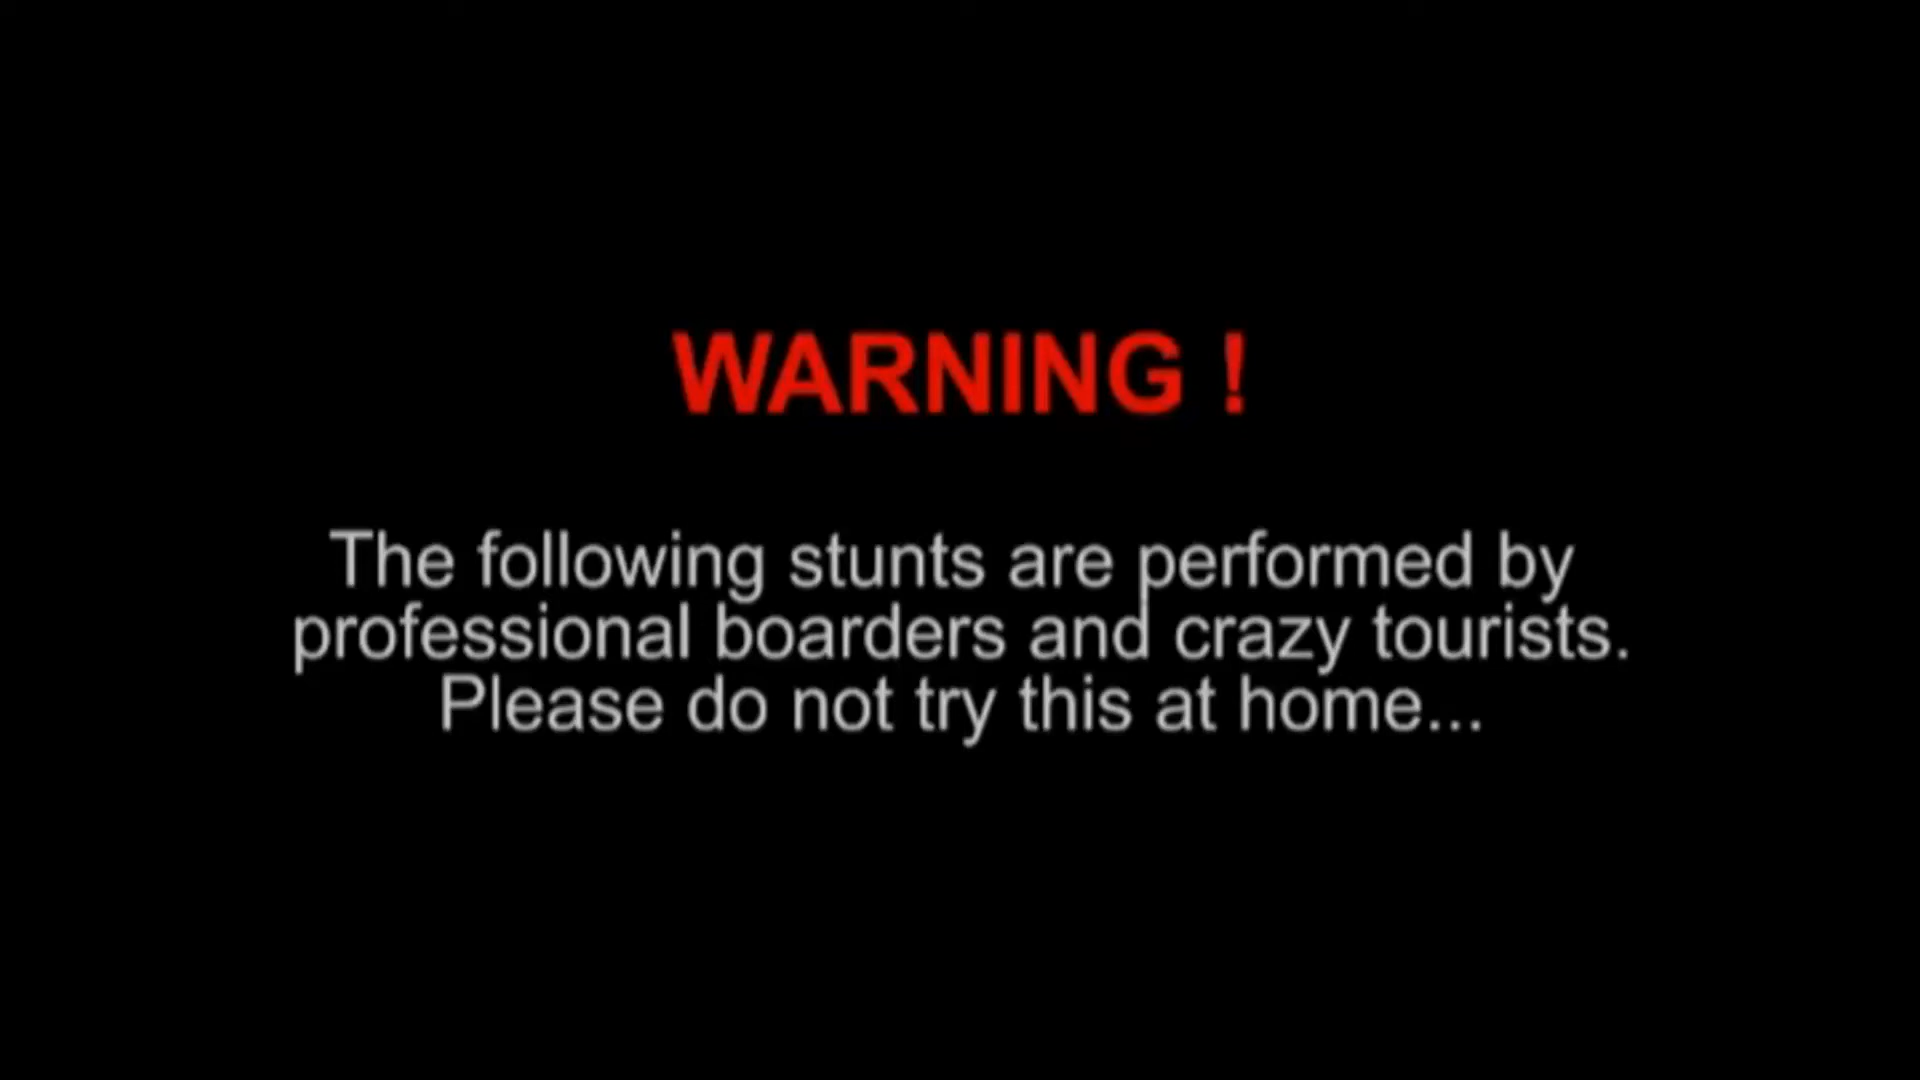 WARNING !
The following stunts are performed by
professional boarders and crazy tourists.
Please do not try this at home...